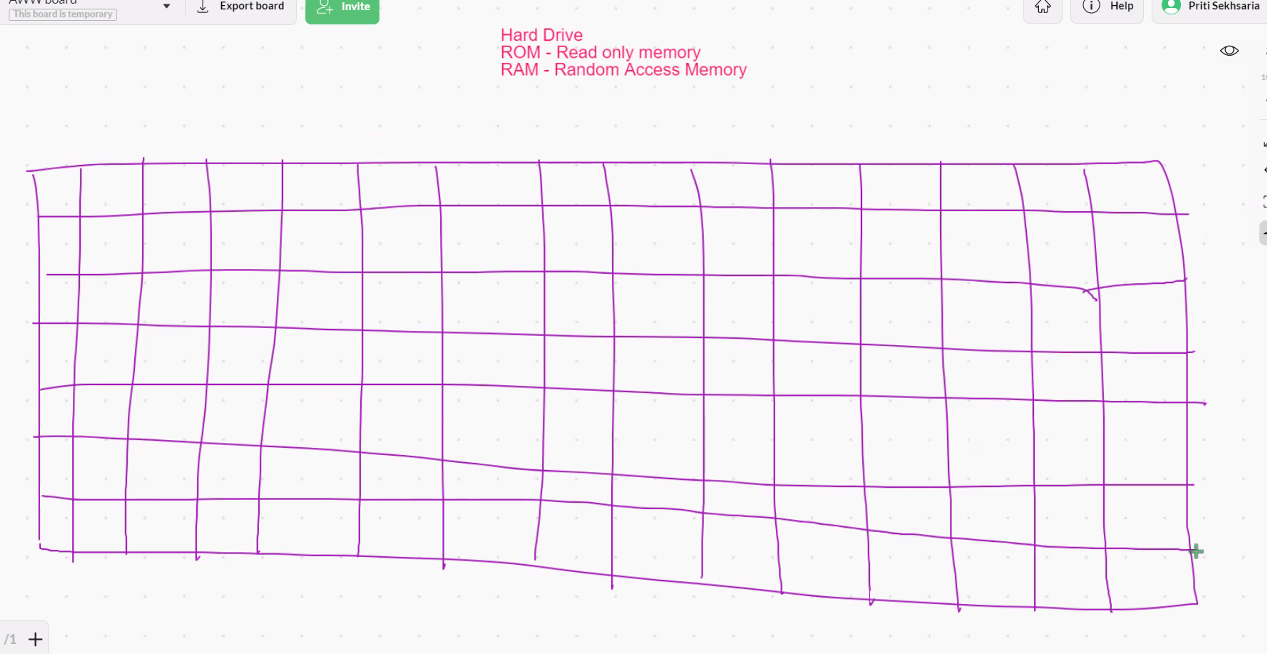 AWW board
This board is temporary
Export board
Invite
Help
Priti Sekhsaria
Hard Drive
ROM - Read only memory
RAM - Random Access Memory
/1